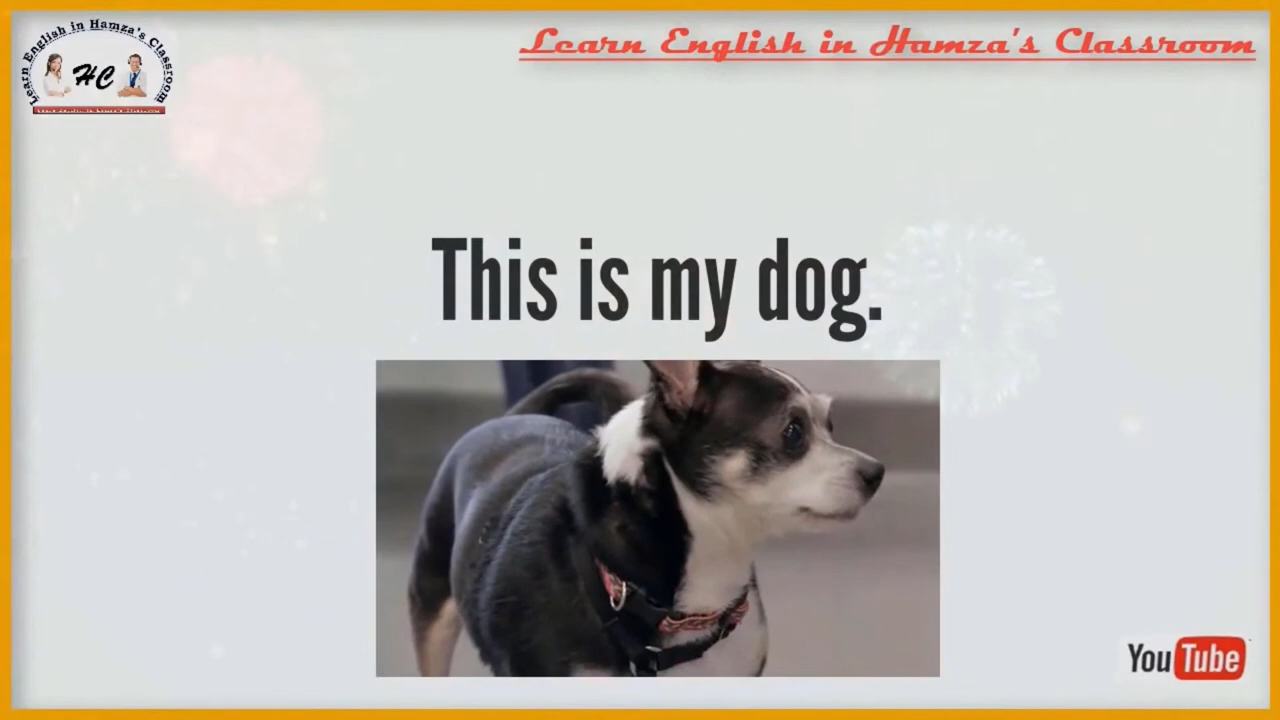 Learn English in Hamza's Classroom
HC
Learn English in Hamza's Classroom
This is my dog.
YouTube